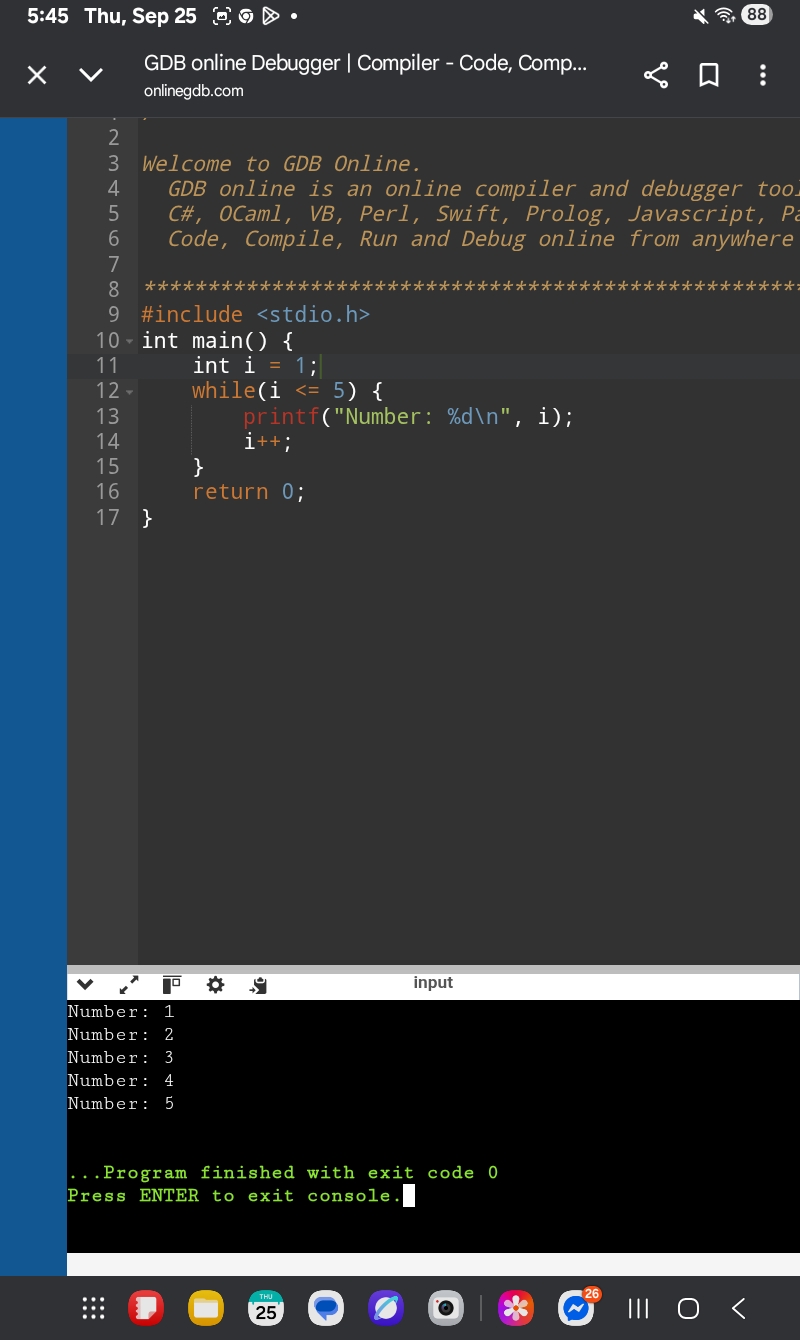 5:45 Thu, Sep 25
88
GDB online Debugger | Compiler - Code, Comp...
onlinegdb.com
2
3 Welcome to GDB Online.
4 GDB online is an online compiler and debugger tool
5 C#, OCaml, VB, Perl, Swift, Prolog, Javascript, Pa
6 Code, Compile, Run and Debug online from anywhere
7
8 ****************************************************
9 #include <stdio.h>
10 int main() {
11     int i = 1;
12     while(i <= 5) {
13         printf("Number: %d\n", i);
14         i++;
15     }
16     return 0;
17 }
input
Number: 1
Number: 2
Number: 3
Number: 4
Number: 5
...Program finished with exit code 0
Press ENTER to exit console.
THU
25
26